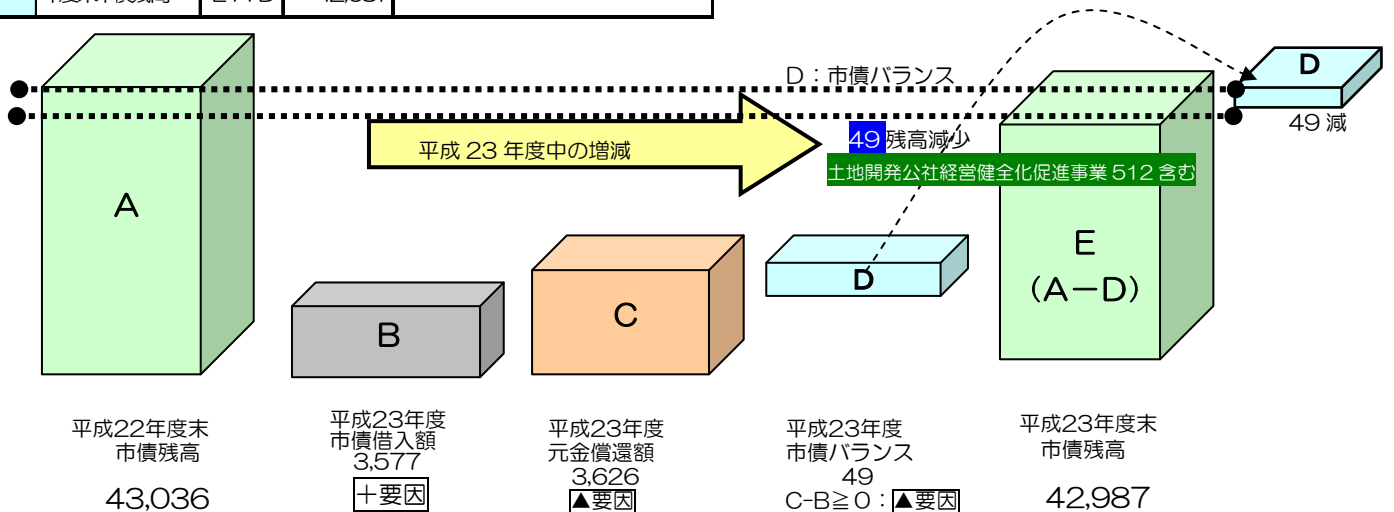 D：市債バランス
D
49 減
49 残高減少
平成 23 年度中の増減
土地開発公社経営健全化促進事業 512 含む
A
B
C
D
E
（A－D）
平成22年度末
市債残高
43,036
平成23年度
市債借入額
3,577
＋要因
平成23年度
元金償還額
3,626
▲要因
平成23年度
市債バランス
49
C-B≧0：▲要因
平成23年度末
市債残高
42,987